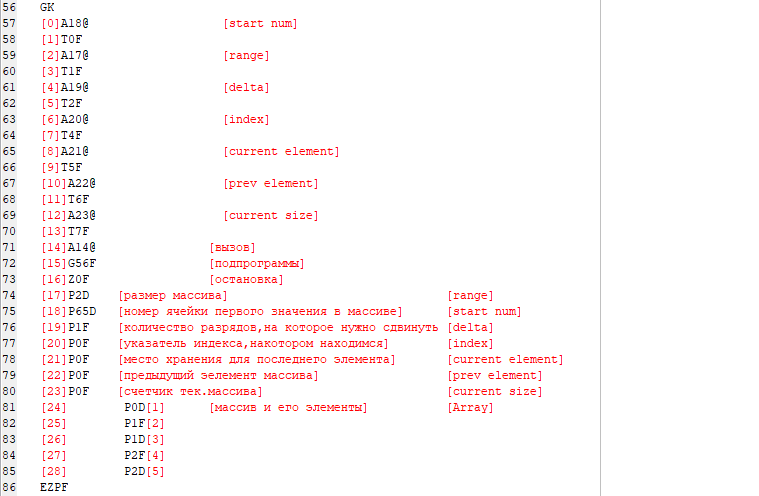 56 GK
57 [0]A18@ [start num]
58 [1]T0F
59 [2]A17@ [range]
60 [3]T1F
61 [4]A19@ [delta]
62 [5]T2F
63 [6]A20@ [index]
64 [7]T4F
65 [8]A21@ [current element]
66 [9]T5F
67 [10]A22@ [prev element]
68 [11]T6F
69 [12]A23@ [current size]
70 [13]T7F
71 [14]A14@ [вызов]
72 [15]G56F [подпрограммы]
73 [16]Z0F [остановка]
74 [17]P2D [размер массива] [range]
75 [18]P65D [номер ячейки первого значения в массиве] [start num]
76 [19]P1F [количество разрядов,на которое нужно сдвинуть [delta]
77 [20]P0F [указатель индекса,накотором находимся] [index]
78 [21]P0F [место хранения для последнего элемента] [current element]
79 [22]P0F [предыдущий эелемент массива] [prev element]
80 [23]P0F [счетчик тек.массива] [current size]
81 [24] P0D[1] [массив и его элементы] [Array]
82 [25] P1F[2]
83 [26] P1D[3]
84 [27] P2F[4]
85 [28] P2D[5]
86 EZPF